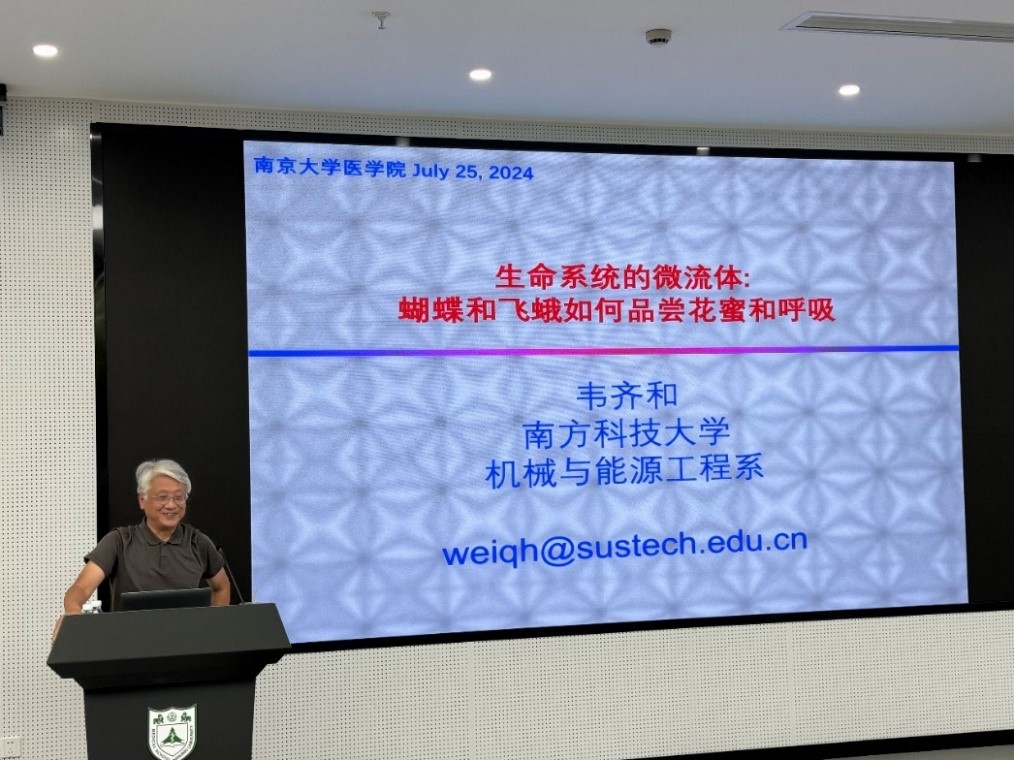 南京大学医学院 July 25, 2024
生命系统的微流体:
蝴蝶和飞蛾如何品尝花蜜和呼吸
韦齐和
南方科技大学
机械与能源工程系
weiqh@sustech.edu.cn